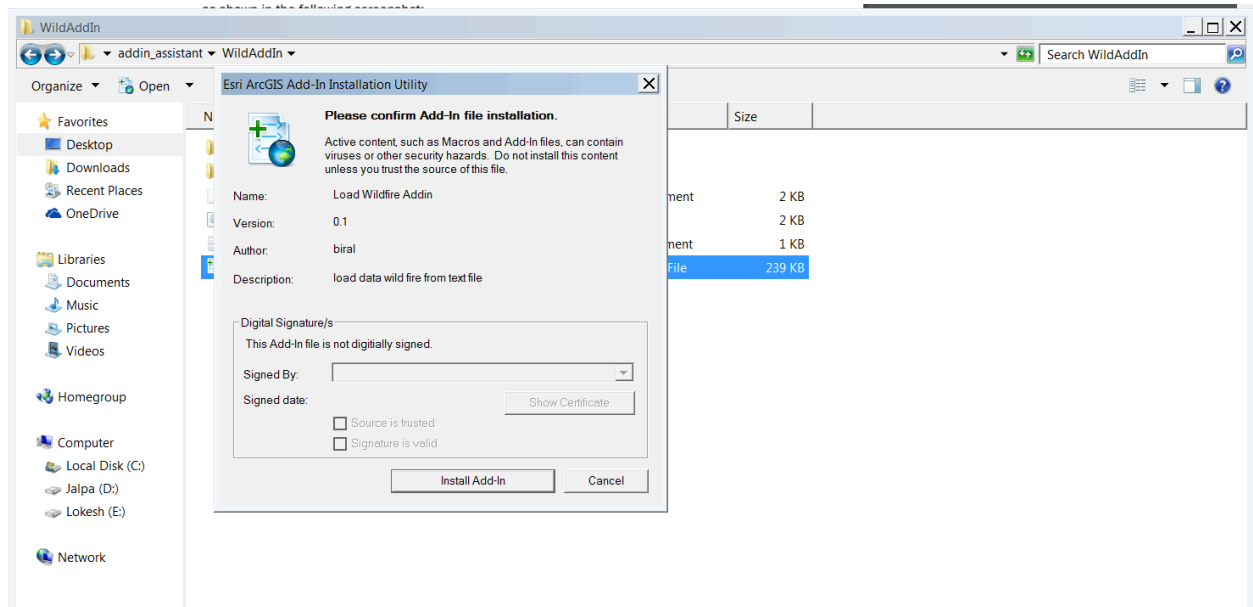 WildAddIn
addin_assistant WildAddIn
Search WildAddIn
Organize Open
Esri ArcGIS Add-In Installation Utility
Favorites
Desktop
Downloads
Recent Places
OneDrive
Libraries
Documents
Music
Pictures
Videos
Homegroup
Computer
Local Disk (C:)
Jalpa (D:)
Lokesh (E:)
Network
N
Please confirm Add-In file installation.
Active content, such as Macros and Add-In files, can contain
viruses or other security hazards. Do not install this content
unless you trust the source of this file.
Name: Load Wildfire Addin
Version: 0.1
Author: biral
Description: load data wild fire from text file
Digital Signature/s
This Add-In file is not digitially signed.
Signed By:
Signed date: Show Certificate
Source is trusted
Signature is valid
Install Add-In Cancel
Size
ment 2 KB
2 KB
ment 1 KB
File 239 KB